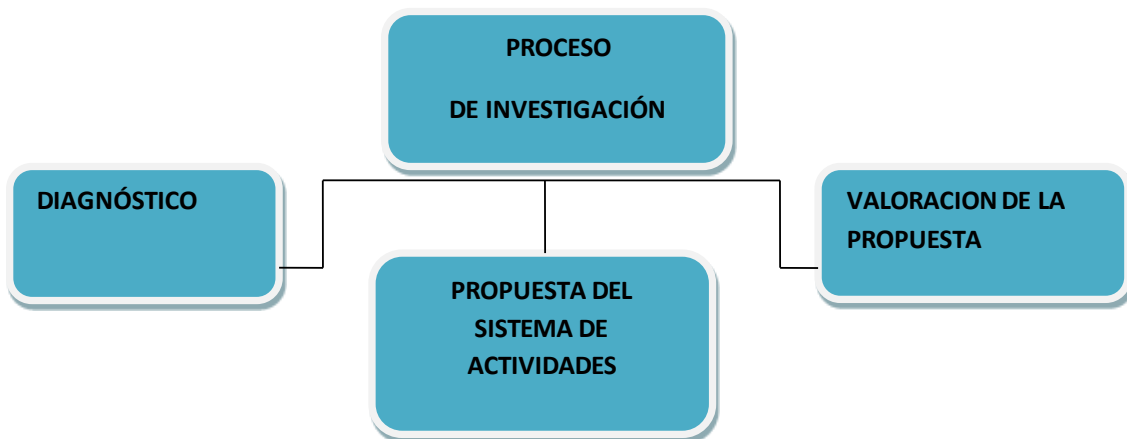 PROCESO
DE INVESTIGACIÓN
DIAGNÓSTICO
VALORACION DE LA
PROPUESTA
PROPUESTA DEL
SISTEMA DE
ACTIVIDADES